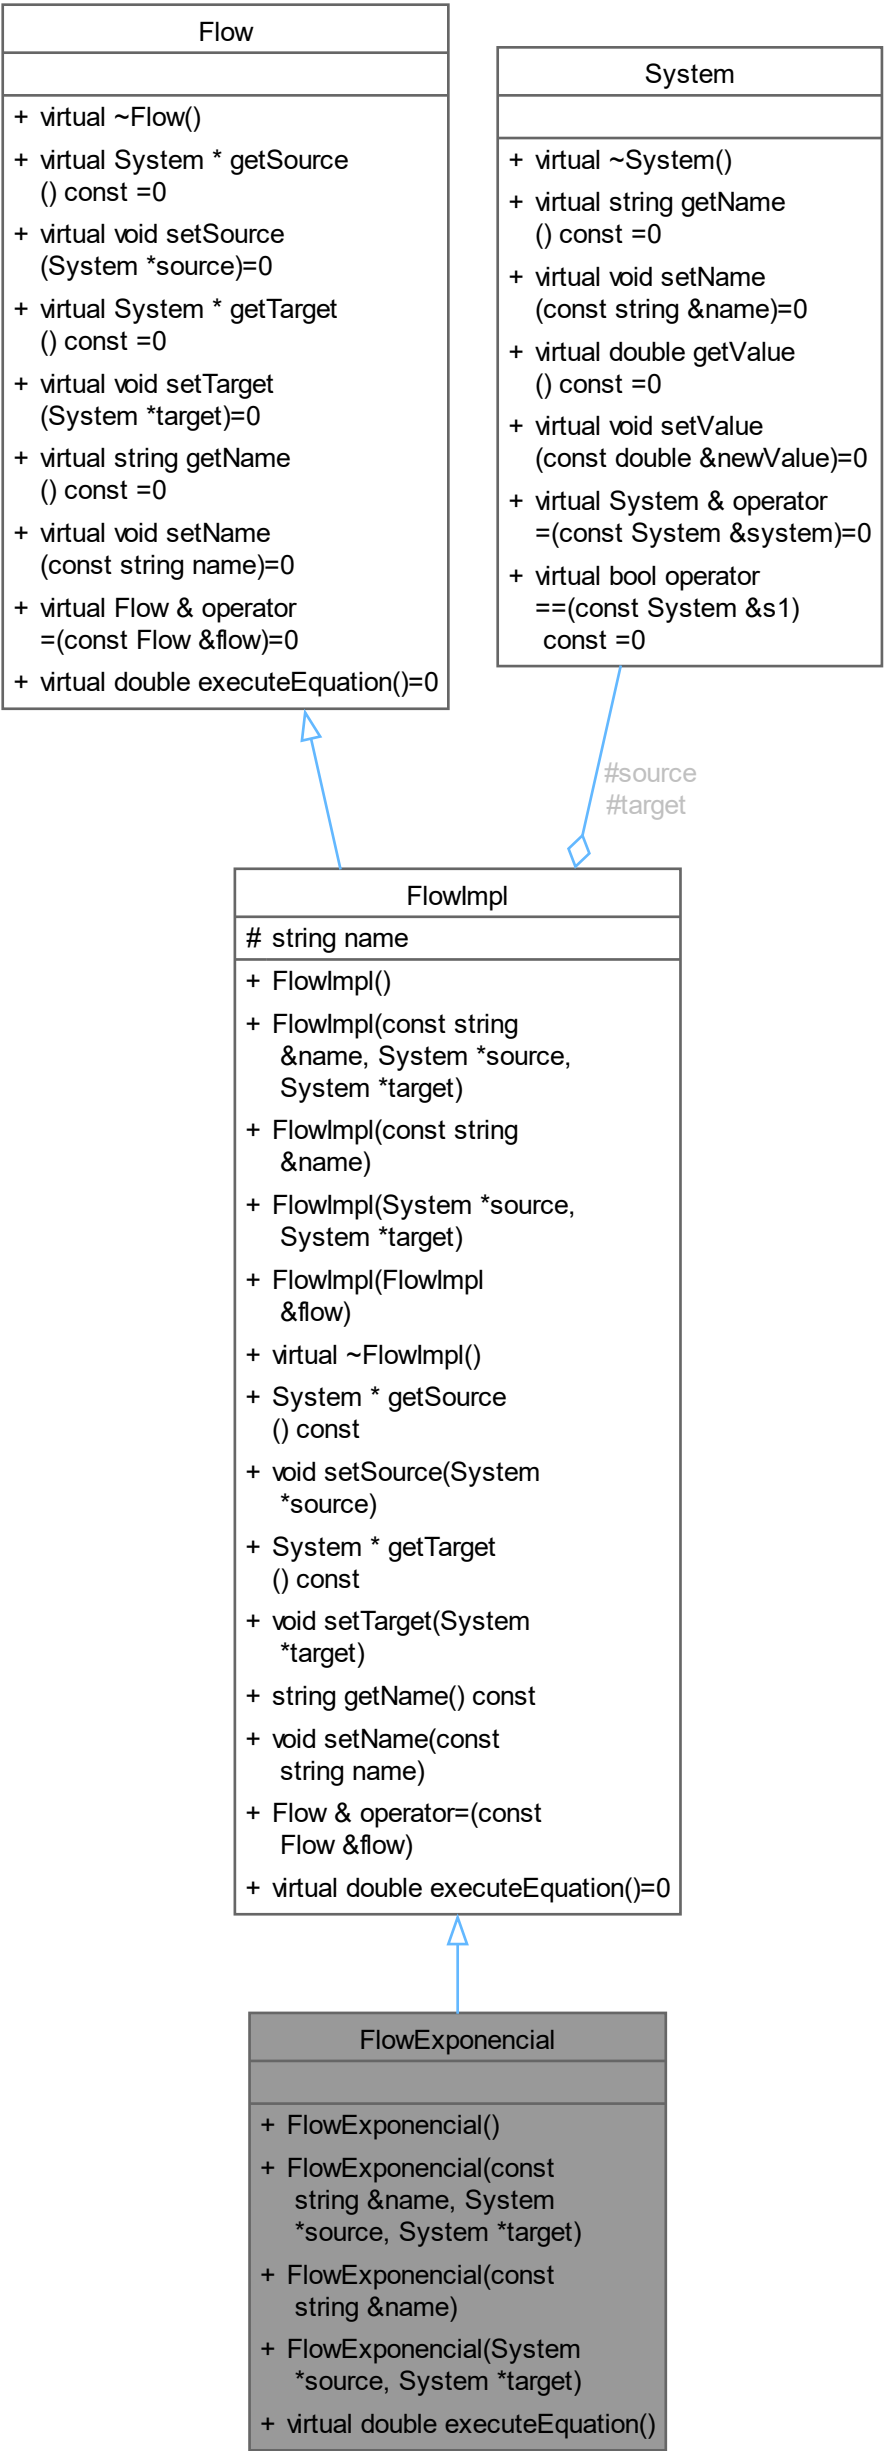 Flow
+ virtual ~Flow()
+ virtual System * getSource
() const =0
+ virtual void setSource
(System *source)=0
+ virtual System * getTarget
() const =0
+ virtual void setTarget
(System *target)=0
+ virtual string getName
() const =0
+ virtual void setName
(const string name)=0
+ virtual Flow & operator
=(const Flow &flow)=0
+ virtual double executeEquation()=0
System
+ virtual ~System()
+ virtual string getName
() const =0
+ virtual void setName
(const string &name)=0
+ virtual double getValue
() const =0
+ virtual void setValue
(const double &newValue)=0
+ virtual System & operator
=(const System &system)=0
+ virtual bool operator
==(const System &s1)
const =0
#source
#target
FlowImpl
# string name
+ FlowImpl()
+ FlowImpl(const string
&name, System *source,
System *target)
+ FlowImpl(const string
&name)
+ FlowImpl(System *source,
System *target)
+ FlowImpl(FlowImpl
&flow)
+ virtual ~FlowImpl()
+ System * getSource
() const
+ void setSource(System
*source)
+ System * getTarget
() const
+ void setTarget(System
*target)
+ string getName() const
+ void setName(const
string name)
+ Flow & operator=(const
Flow &flow)
+ virtual double executeEquation()=0
FlowExponencial
+ FlowExponencial()
+ FlowExponencial(const
string &name, System
*source, System *target)
+ FlowExponencial(const
string &name)
+ FlowExponencial(System
*source, System *target)
+ virtual double executeEquation()